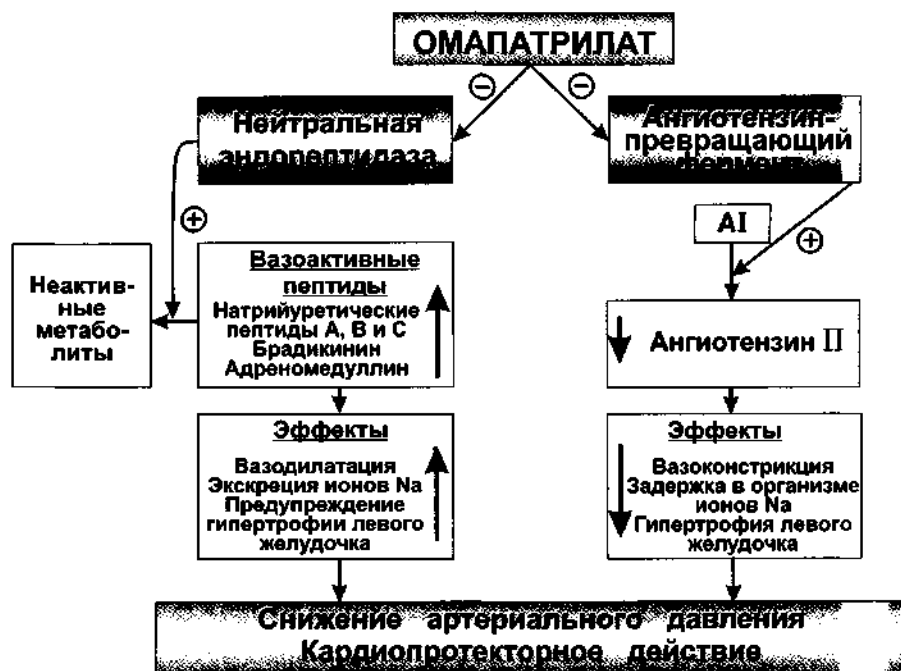 ОМАПАТРИЛАТ
⊖
⊖
Нейтральная
эндопептидаза
Ангиотензин-
превращающий
фермент
⊕
AI
⊕
Неактив-
ные
метабо-
литы
Вазоактивные
пептиды
Натрийуретические
пептиды А, В и С
Брадикинин
Адреномедуллин
Ангиотензин II
Эффекты
Вазодилатация
Экскреция ионов Na
Предупреждение
гипертрофии левого
желудочка
Эффекты
Вазоконстрикция
Задержка в организме
ионов Na
Гипертрофия левого
желудочка
Снижение артериального давления
Кардиопротекторное действие